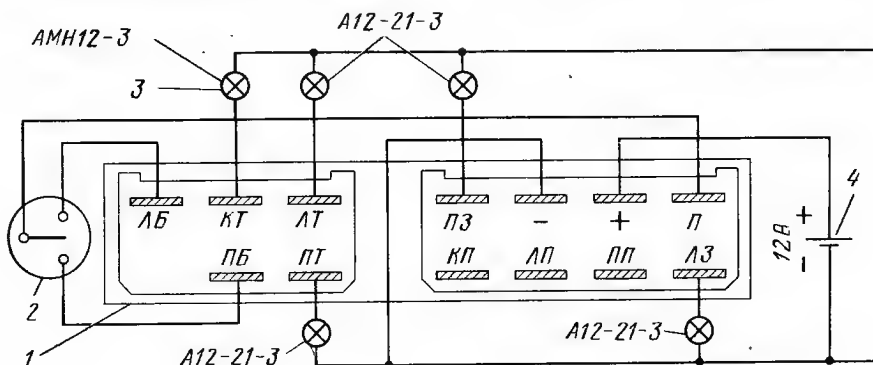 А12-21-3
АМН12-3
3
ЛБ КТ ЛТ ПЗ - + П
ПБ ПТ КП ЛП ПП ЛЗ
+
-
12В
4
2
1
А12-21-3
А12-21-3